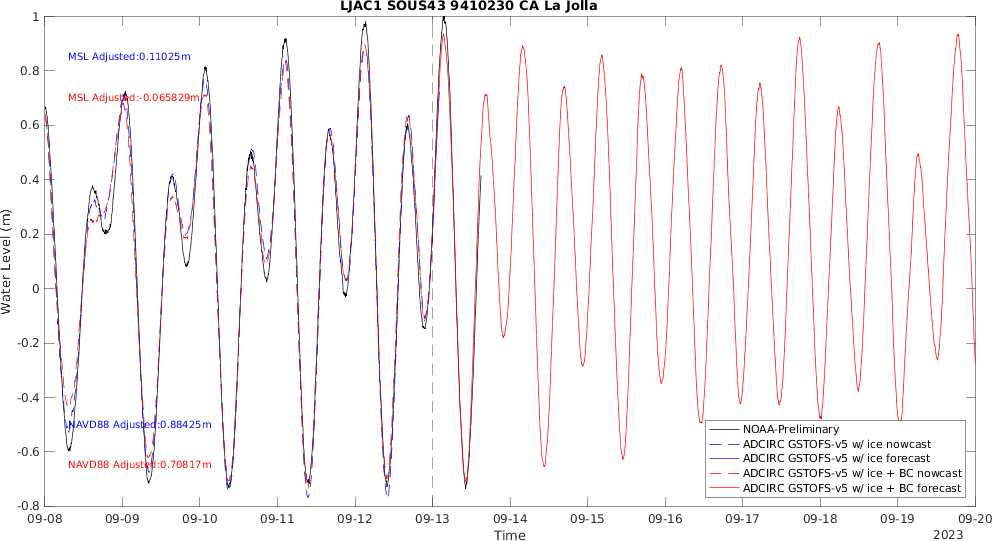 LJAC1 SOUS43 9410230 CA La Jolla
1
0.8
0.6
0.4
0.2
0
-0.2
-0.4
-0.6
-0.8
Water Level (m)
MSL Adjusted:0.11025m
MSL Adjusted:-0.065829m
NAVD88 Adjusted:0.88425m
NAVD88 Adjusted:0.70817m
NOAA-Preliminary
ADCIRC GSTOFS-v5 w/ ice nowcast
ADCIRC GSTOFS-v5 w/ ice forecast
ADCIRC GSTOFS-v5 w/ ice + BC nowcast
ADCIRC GSTOFS-v5 w/ ice + BC forecast
09-08 09-09 09-10 09-11 09-12 09-13 09-14 09-15 09-16 09-17 09-18 09-19 09-20
Time
2023